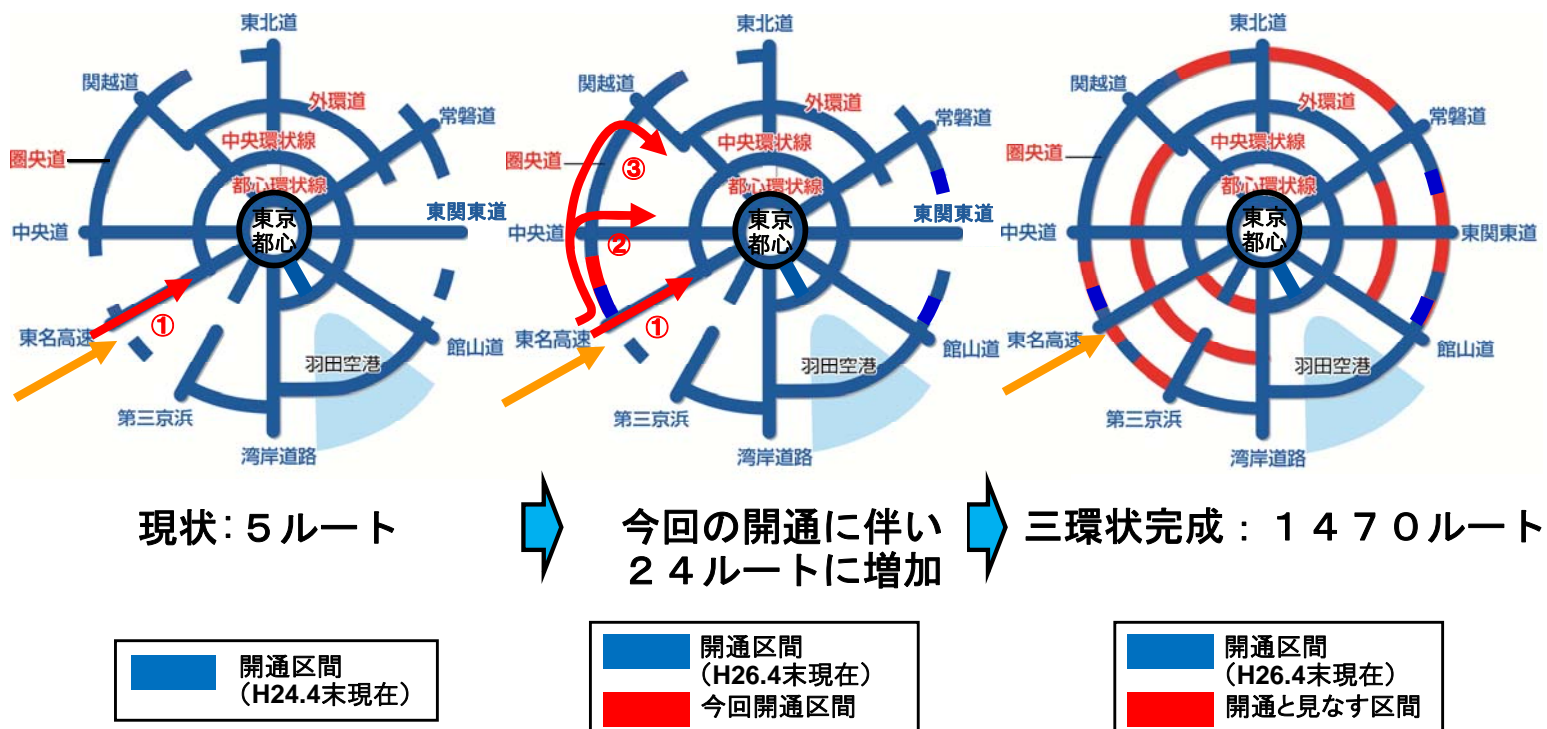 東北道
関越道
外環道
常磐道
中央環状線
圏央道
都心環状線
東京
都心
東関東道
中央道
①
東名高速
館山道
羽田空港
第三京浜
湾岸道路
東北道
関越道
外環道
常磐道
中央環状線
圏央道
③
都心環状線
東京
都心
東関東道
中央道
②
①
東名高速
館山道
羽田空港
第三京浜
湾岸道路
東北道
関越道
外環道
常磐道
中央環状線
圏央道
都心環状線
東京
都心
中央道
東関東道
東名高速
館山道
羽田空港
第三京浜
湾岸道路
現状:５ルート
今回の開通に伴い
２４ルートに増加
三環状完成：１４７０ルート
開通区間
（H24.4末現在）
開通区間
（H26.4末現在）
今回開通区間
開通区間
（H26.4末現在）
開通と見なす区間